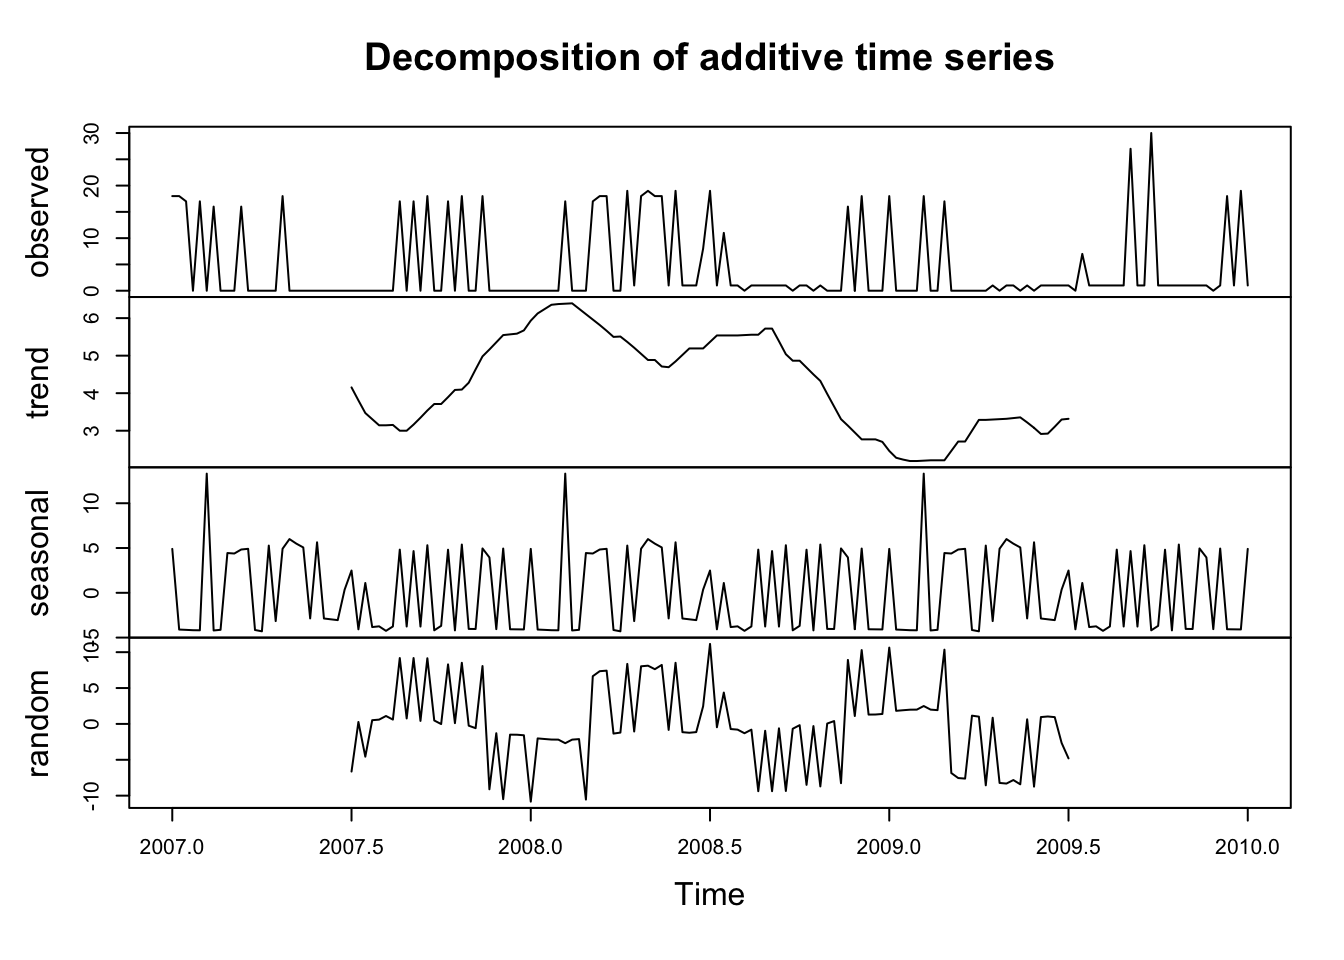 Decomposition of additive time series
observed
0 10 20 30
trend
3 4 5 6
seasonal
-5 0 5 10
random
-10 0 5 10
2007.0 2007.5 2008.0 2008.5 2009.0 2009.5 2010.0
Time